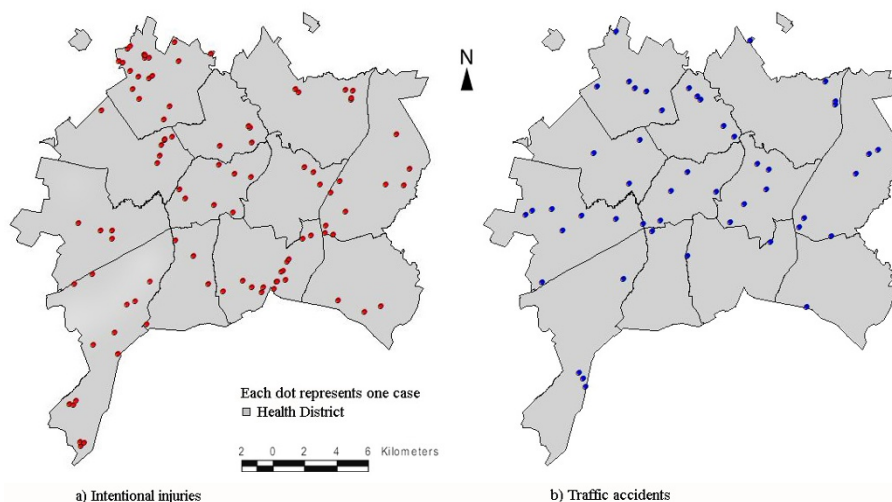 N
Each dot represents one case
Health District
2 0 2 4 6 Kilometers
a) Intentional injuries
b) Traffic accidents